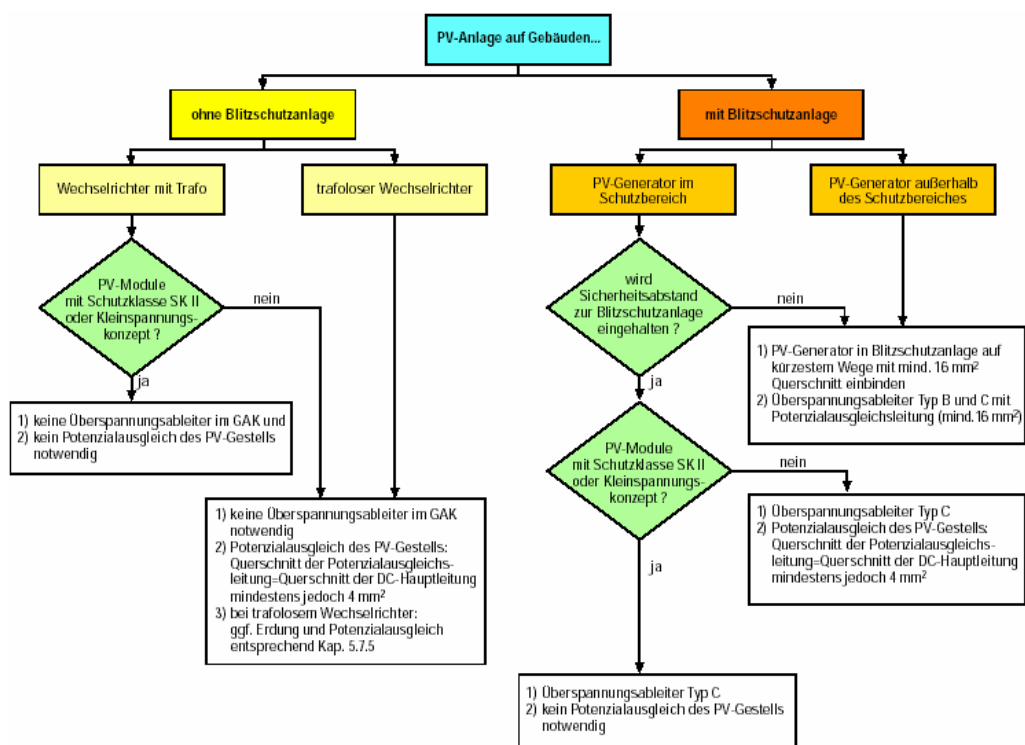 PV-Anlage auf Gebäuden...
ohne Blitzschutzanlage
mit Blitzschutzanlage
Wechselrichter mit Trafo
trafoloser Wechselrichter
PV-Generator im
Schutzbereich
PV-Generator außerhalb
des Schutzbereiches
PV-Module
mit Schutzklasse SK II
oder Kleinspannungs-
konzept ?
nein
ja
wird
Sicherheitsabstand
zur Blitzschutzanlage
eingehalten ?
nein
ja
1) PV-Generator in Blitzschutzanlage auf
kürzestem Wege mit mind. 16 mm²
Querschnitt einbinden
2) Überspannungsableiter Typ B und C mit
Potenzialausgleichsleitung (mind.16 mm²)
1) keine Überspannungsableiter im GAK und
2) kein Potenzialausgleich des PV-Gestells
notwendig
PV-Module
mit Schutzklasse SK II
oder Kleinspannungs-
konzept ?
nein
ja
1) keine Überspannungsableiter im GAK
notwendig
2) Potenzialausgleich des PV-Gestells:
Querschnitt der Potenzialausgleichs-
leitung=Querschnitt der DC-Hauptleitung
mindestens jedoch 4 mm²
3) bei trafolosem Wechselrichter:
ggf. Erdung und Potenzialausgleich
entsprechend Kap. 5.7.5
1) Überspannungsableiter Typ C
2) Potenzialausgleich des PV-Gestells:
Querschnitt der Potenzialausgleichs-
leitung=Querschnitt der DC-Hauptleitung
mindestens jedoch 4 mm²
1) Überspannungsableiter Typ C
2) kein Potenzialausgleich des PV-Gestells
notwendig